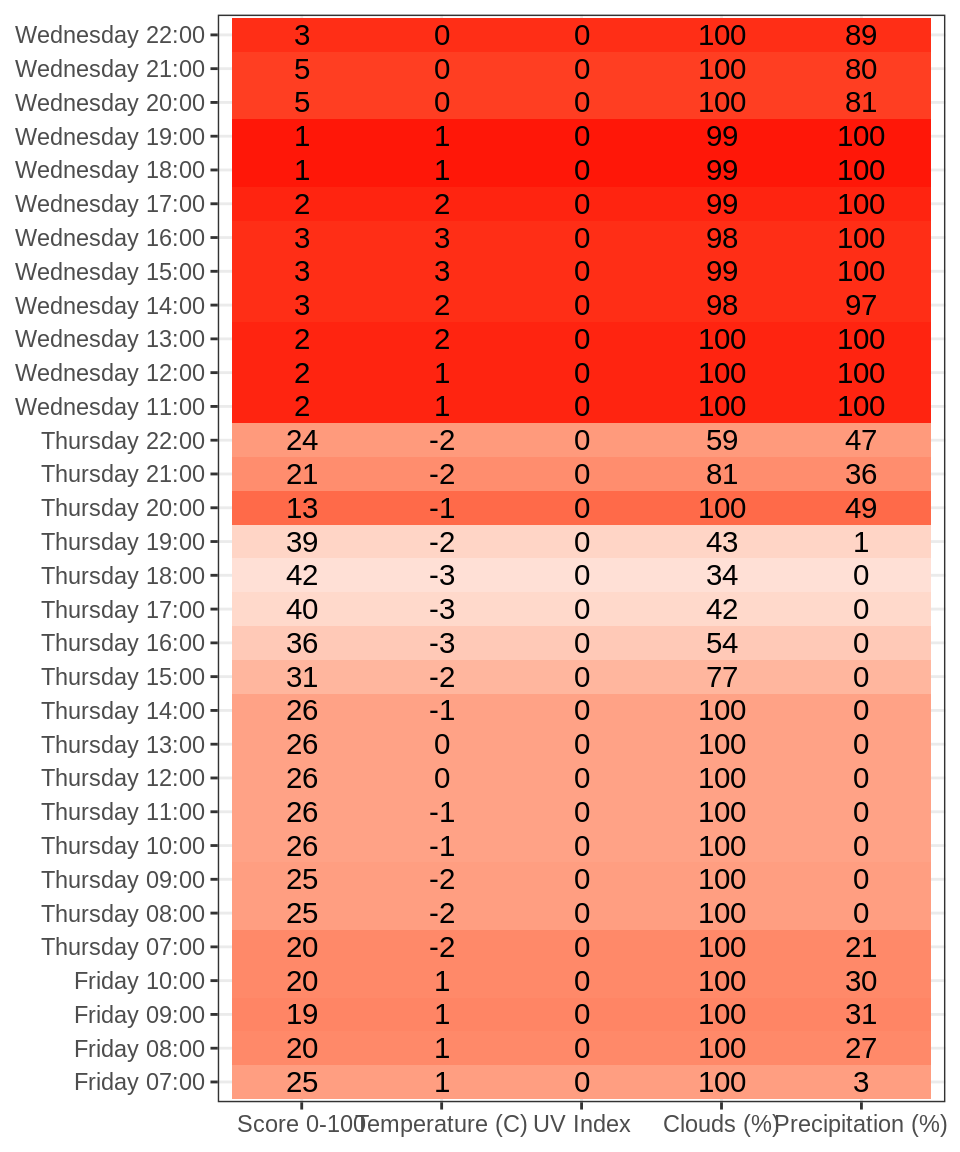 Wednesday 22:00 3 0 0 100 89
Wednesday 21:00 5 0 0 100 80
Wednesday 20:00 5 0 0 100 81
Wednesday 19:00 1 1 0 99 100
Wednesday 18:00 1 1 0 99 100
Wednesday 17:00 2 2 0 99 100
Wednesday 16:00 3 3 0 98 100
Wednesday 15:00 3 3 0 99 100
Wednesday 14:00 3 2 0 98 97
Wednesday 13:00 2 2 0 100 100
Wednesday 12:00 2 1 0 100 100
Wednesday 11:00 2 1 0 100 100
Thursday 22:00 24 -2 0 59 47
Thursday 21:00 21 -2 0 81 36
Thursday 20:00 13 -1 0 100 49
Thursday 19:00 39 -2 0 43 1
Thursday 18:00 42 -3 0 34 0
Thursday 17:00 40 -3 0 42 0
Thursday 16:00 36 -3 0 54 0
Thursday 15:00 31 -2 0 77 0
Thursday 14:00 26 -1 0 100 0
Thursday 13:00 26 0 0 100 0
Thursday 12:00 26 0 0 100 0
Thursday 11:00 26 -1 0 100 0
Thursday 10:00 26 -1 0 100 0
Thursday 09:00 25 -2 0 100 0
Thursday 08:00 25 -2 0 100 0
Thursday 07:00 20 -2 0 100 21
Friday 10:00 20 1 0 100 30
Friday 09:00 19 1 0 100 31
Friday 08:00 20 1 0 100 27
Friday 07:00 25 1 0 100 3
Score 0-100 Temperature (C) UV Index Clouds (%) Precipitation (%)